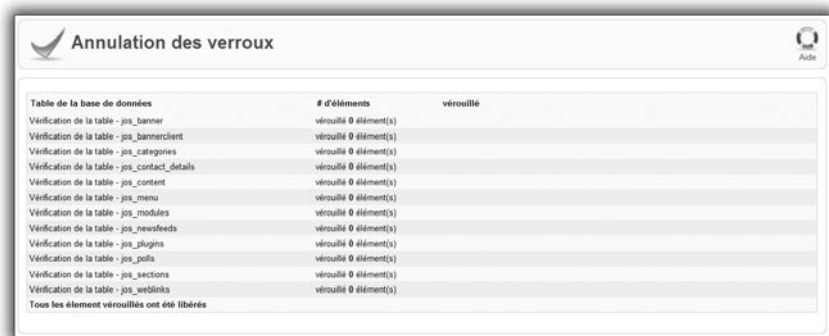 Annulation des verroux
Aide
Table de la base de données # d'éléments vérouillé
Vérification de la table - jos_banner vérouillé 0 élément(s)
Vérification de la table - jos_bannerclient vérouillé 0 élément(s)
Vérification de la table - jos_categories vérouillé 0 élément(s)
Vérification de la table - jos_contact_details vérouillé 0 élément(s)
Vérification de la table - jos_content vérouillé 0 élément(s)
Vérification de la table - jos_menu vérouillé 0 élément(s)
Vérification de la table - jos_modules vérouillé 0 élément(s)
Vérification de la table - jos_newsfeeds vérouillé 0 élément(s)
Vérification de la table - jos_plugins vérouillé 0 élément(s)
Vérification de la table - jos_polls vérouillé 0 élément(s)
Vérification de la table - jos_sections vérouillé 0 élément(s)
Vérification de la table - jos_weblinks vérouillé 0 élément(s)
Tous les élement vérouillés ont été libérés